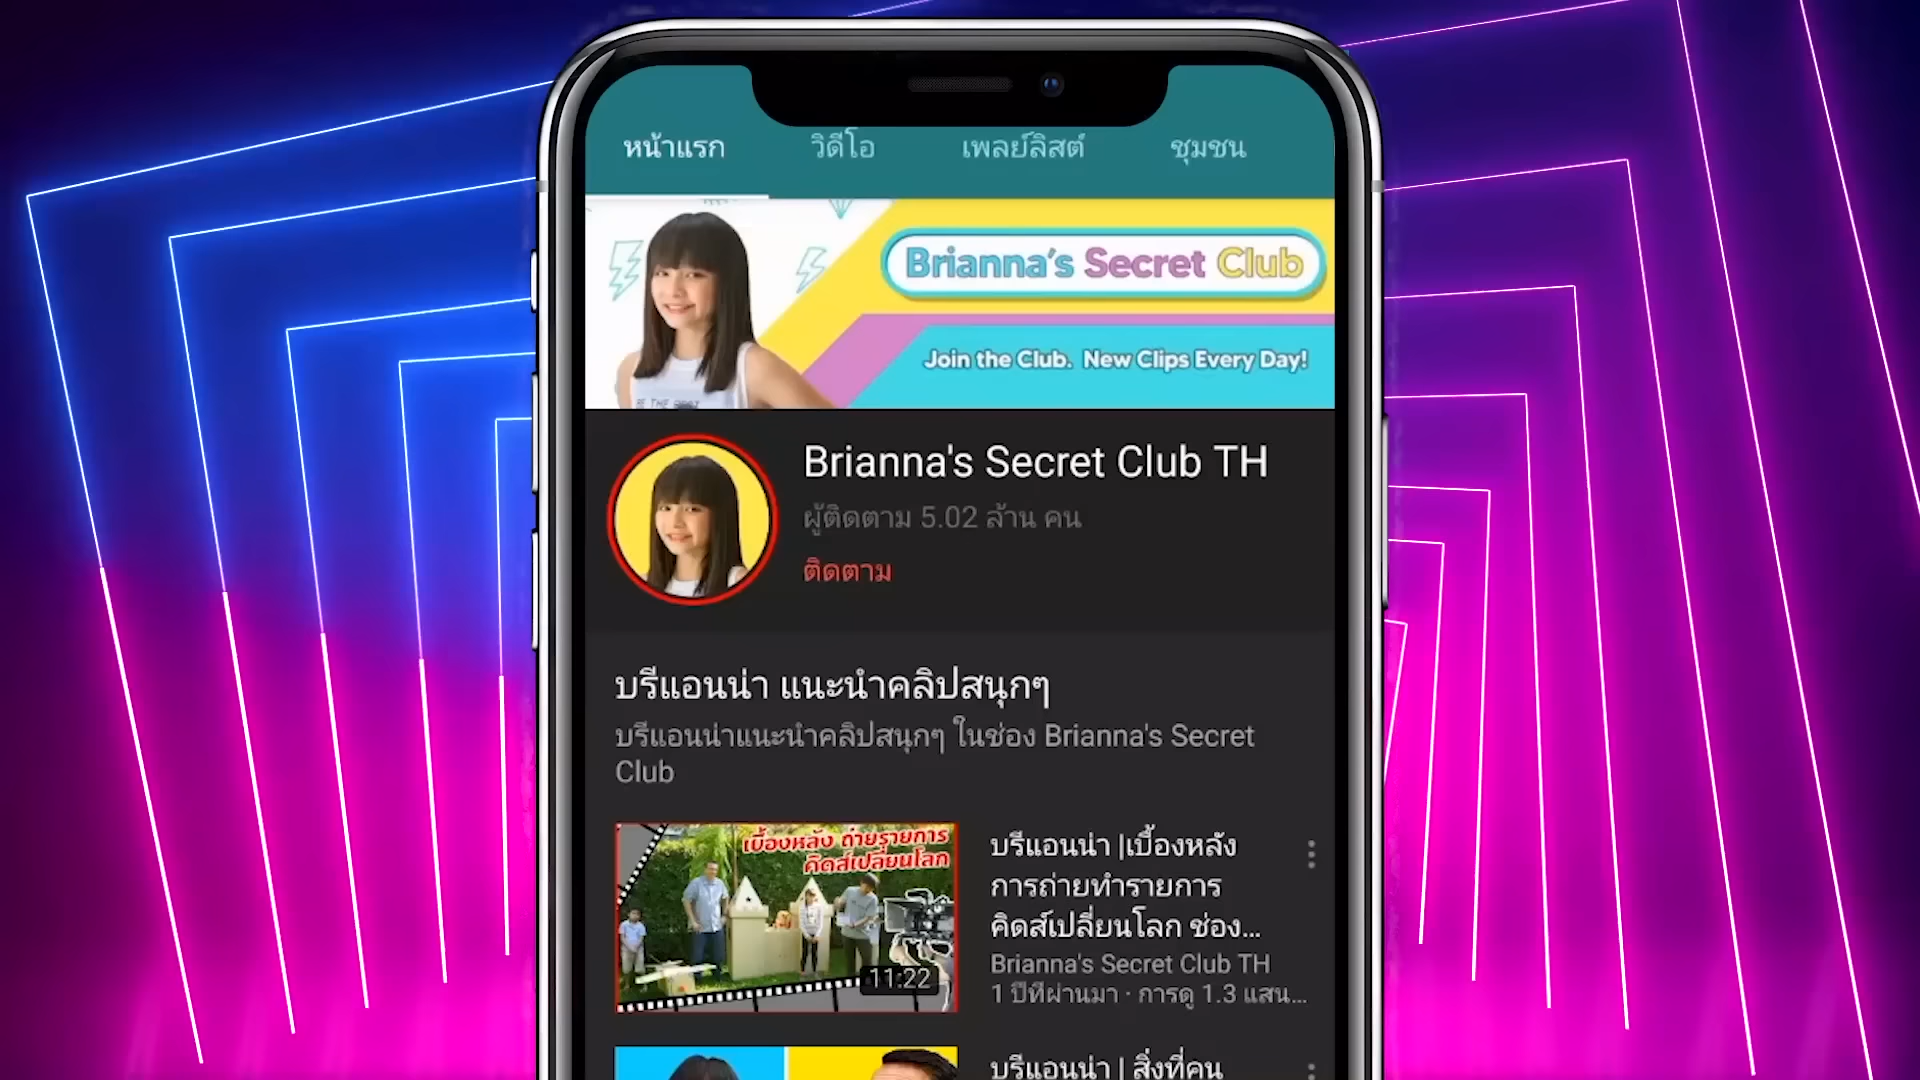 หน้าแรก วิดีโอ เพลย์ลิสต์ ชุมชน
Brianna's Secret Club
Join the Club. New Clips Every Day!
Brianna's Secret Club TH
ผู้ติดตาม 5.02 ล้าน คน
ติดตาม
บรีแอนน่า แนะนำคลิปสนุกๆ
บรีแอนน่าแนะนำคลิปสนุกๆ ในช่อง Brianna's Secret
Club
เบื้องหลัง ถ่ายรายการ
คิดส์เปลี่ยนโลก
11:22
บรีแอนน่า |เบื้องหลัง
การถ่ายทำรายการ
คิดส์เปลี่ยนโลก ช่อง...
Brianna's Secret Club TH
1 ปีที่ผ่านมา · การดู 1.3 แสน...
บรีแอนน่า | สิ่งที่คน